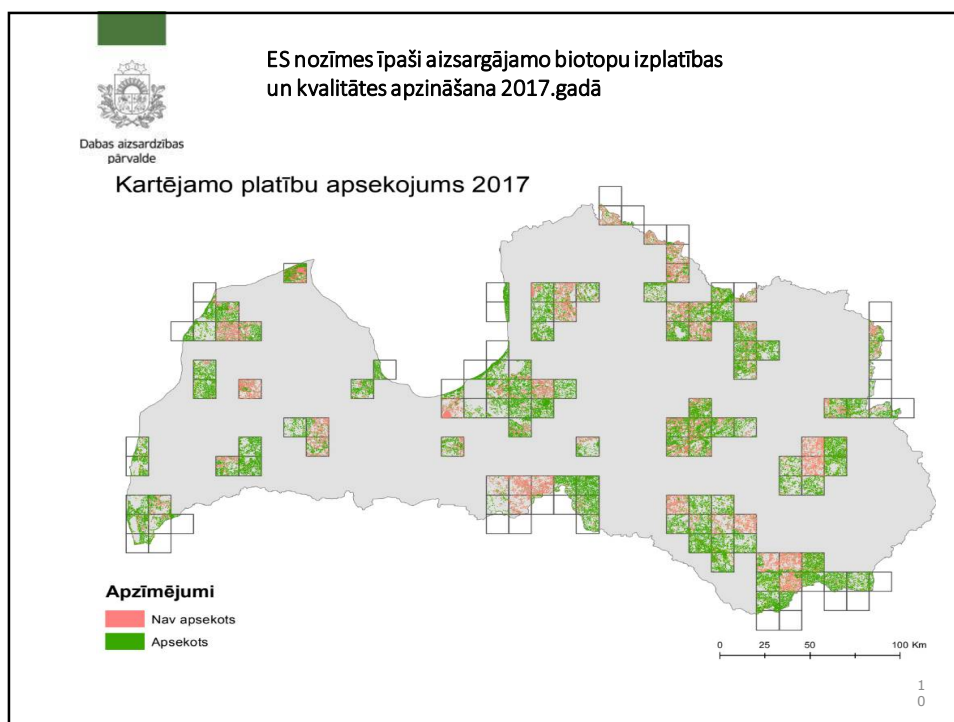 ES nozīmes īpaši aizsargājamo biotopu izplatības
un kvalitātes apzināšana 2017.gadā
Dabas aizsardzības
pārvalde
Kartējamo platību apsekojums 2017
Apzīmējumi
Nav apsekots
Apsekots
0 25 50 100 Km
1
0